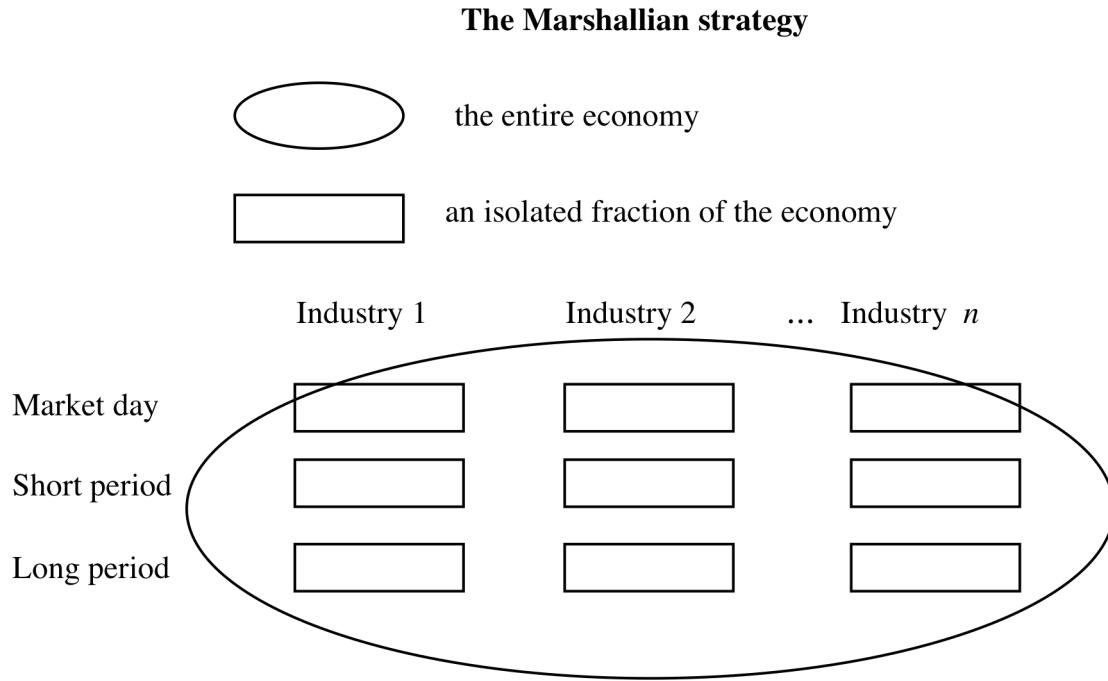 The Marshallian strategy
the entire economy
an isolated fraction of the economy
Industry 1 Industry 2 ... Industry n
Market day
Short period
Long period